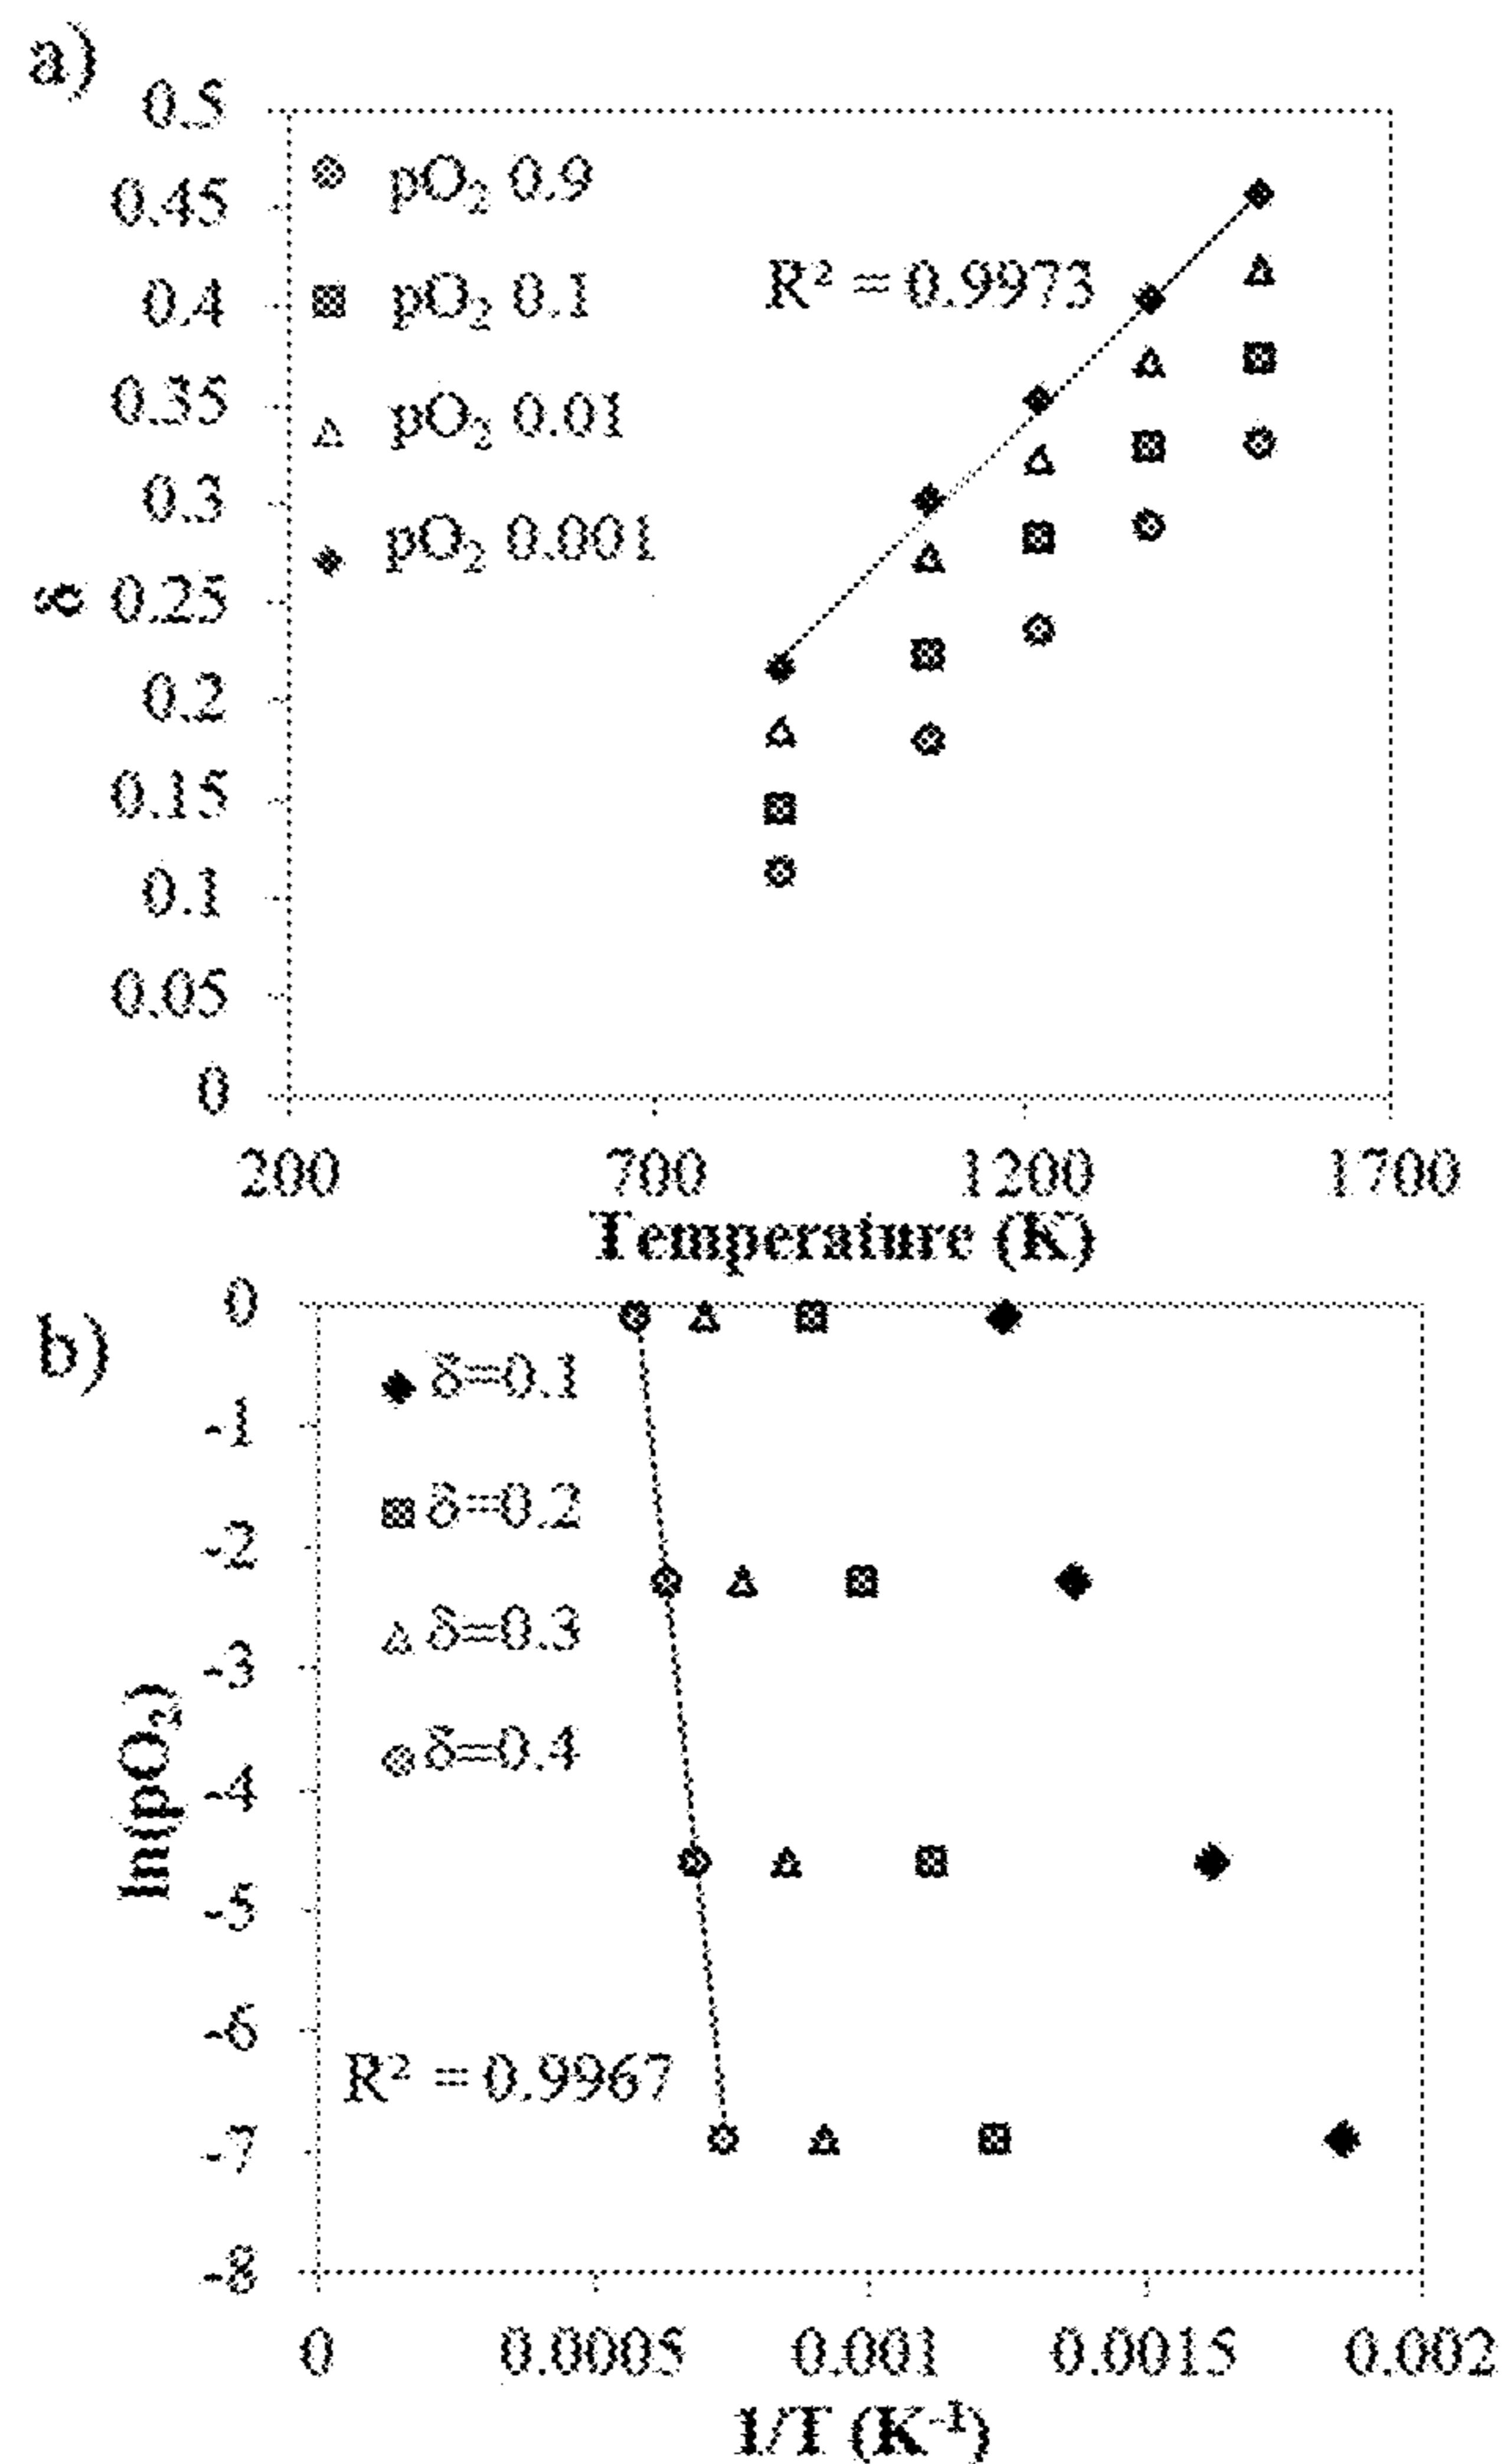 a)
0.5
0.45
0.4
0.35
0.3
0.25
0.2
0.15
0.1
0.05
0
δ
pO₂ 0.9
pO₂ 0.1
pO₂ 0.01
pO₂ 0.001
R² = 0.9973
200 700 1200 1700
Temperature (K)
b)
0
-1
-2
-3
-4
-5
-6
-7
-8
ln(pO₂)
δ=0.1
δ=0.2
δ=0.3
δ=0.4
R² = 0.9967
0 0.0005 0.001 0.0015 0.002
1/T (K⁻¹)